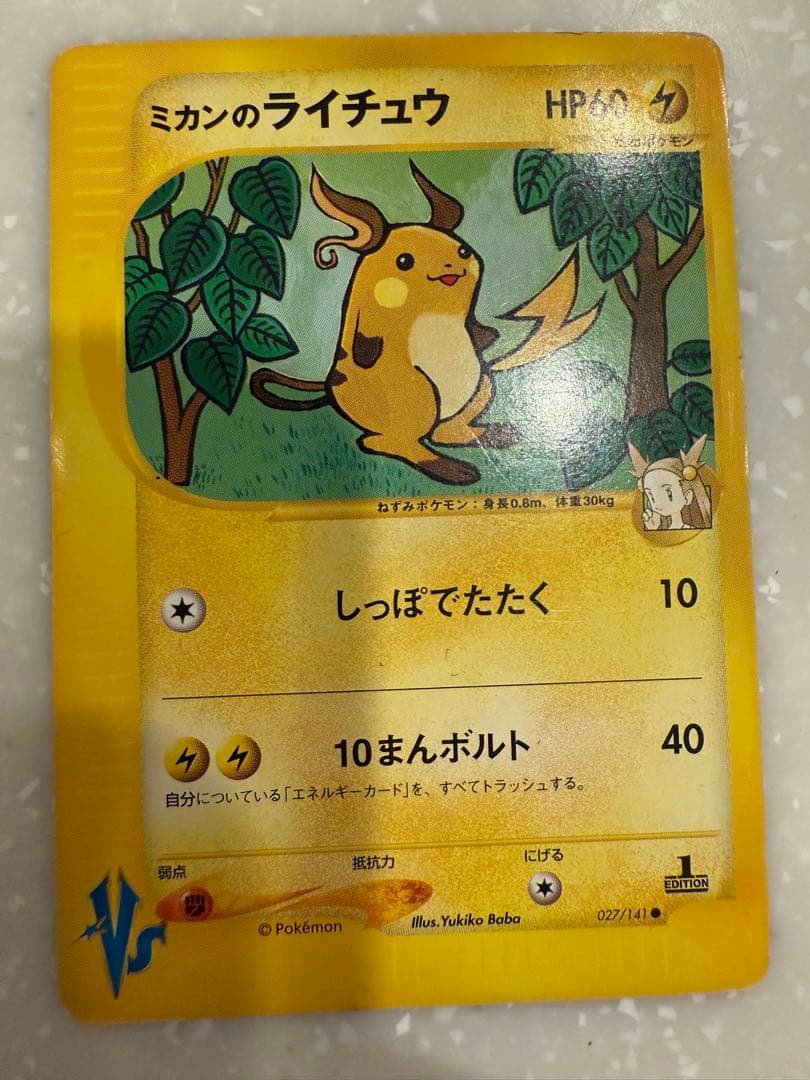 ミカンのライチュウ HP60
ポケモン
ねずみポケモン：身長0.8m、体重30kg
しっぽでたたく 10
10まんボルト 40
自分についている「エネルギーカード」を、すべてトラッシュする。
弱点 抵抗力 にげる
1
EDITION
VS
©Pokémon Illus.Yukiko Baba 027/141●